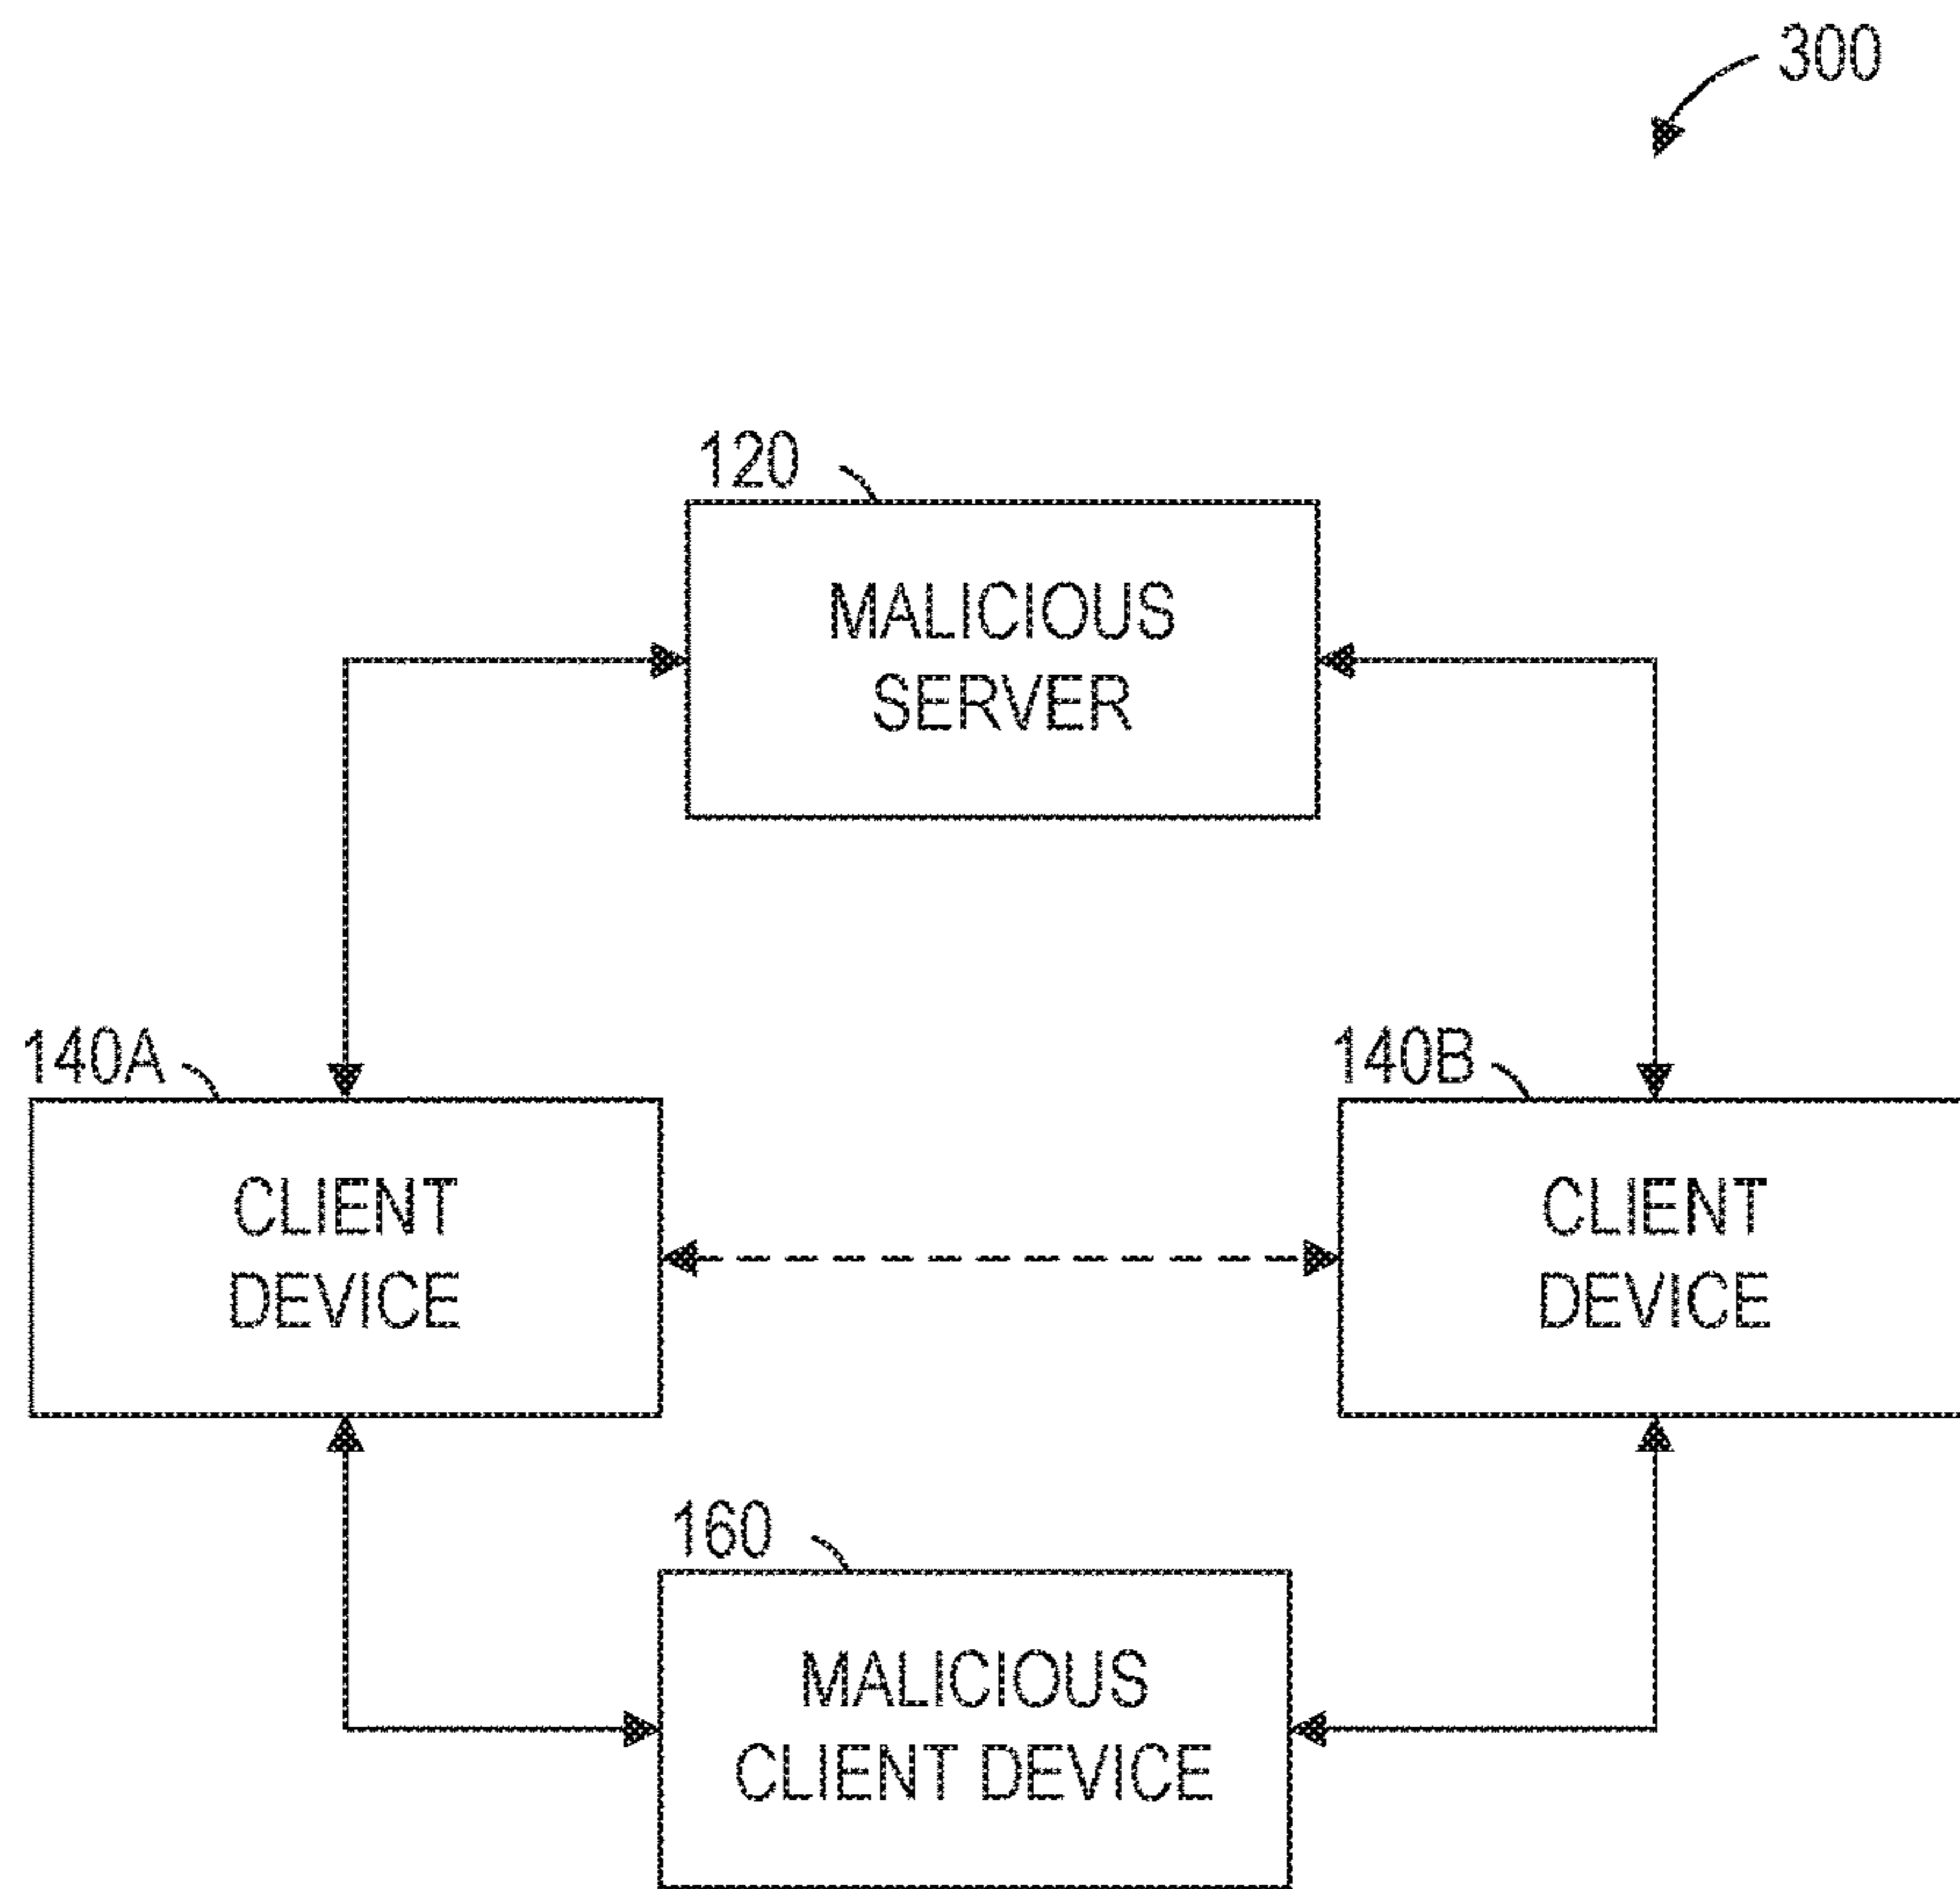 300
120
MALICIOUS
SERVER
140A
140B
CLIENT
DEVICE
CLIENT
DEVICE
160
MALICIOUS
CLIENT DEVICE